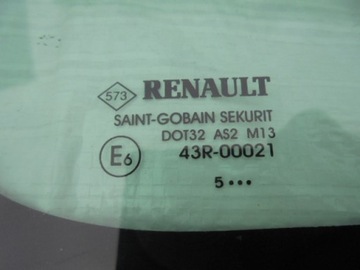 573 RENAULT
SAINT-GOBAIN SEKURIT
DOT32 AS2 M13
E6 43R-00021
5 •••